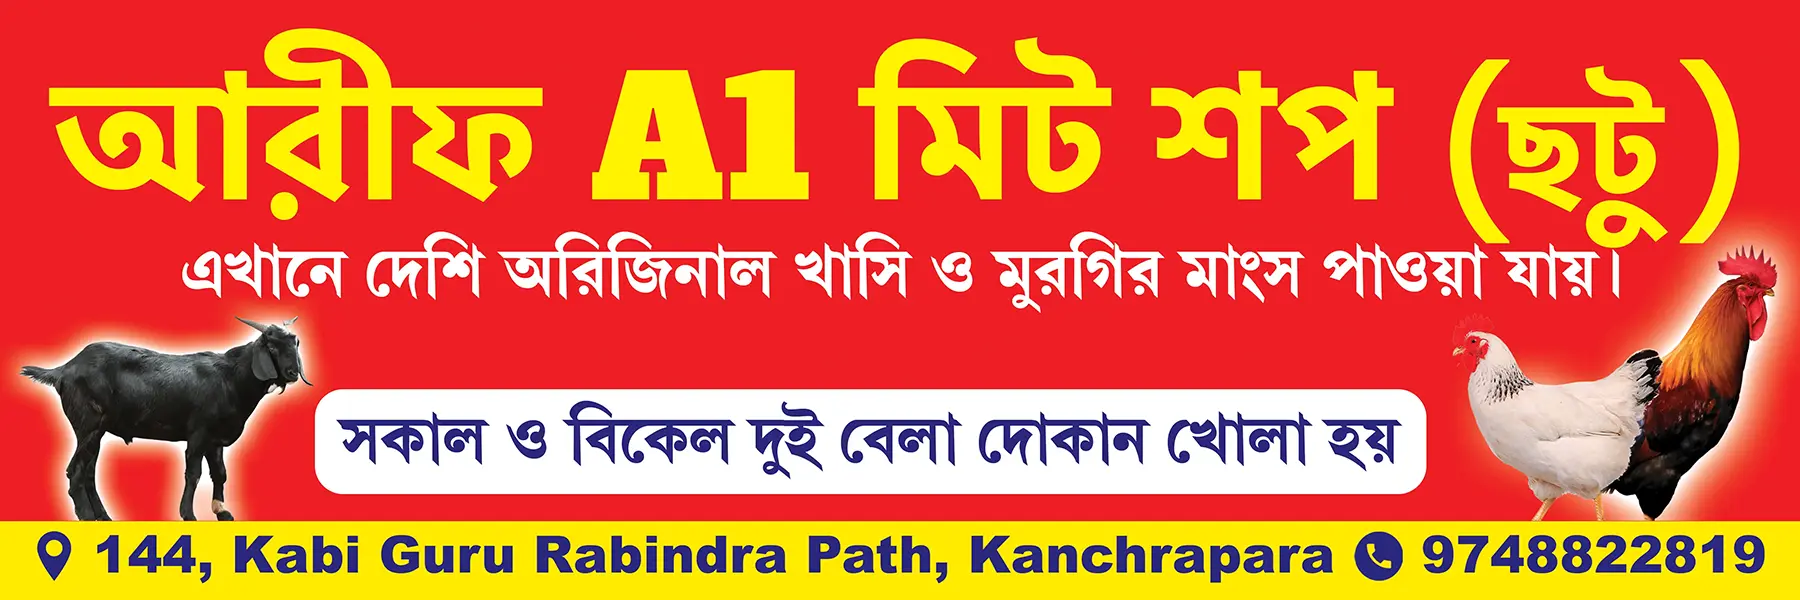 আরীফ A1 মিট শপ (ছটু)
এখানে দেশি অরিজিনাল খাসি ও মুরগির মাংস পাওয়া যায়।
সকাল ও বিকেল দুই বেলা দোকান খোলা হয়
144, Kabi Guru Rabindra Path, Kanchrapara 9748822819